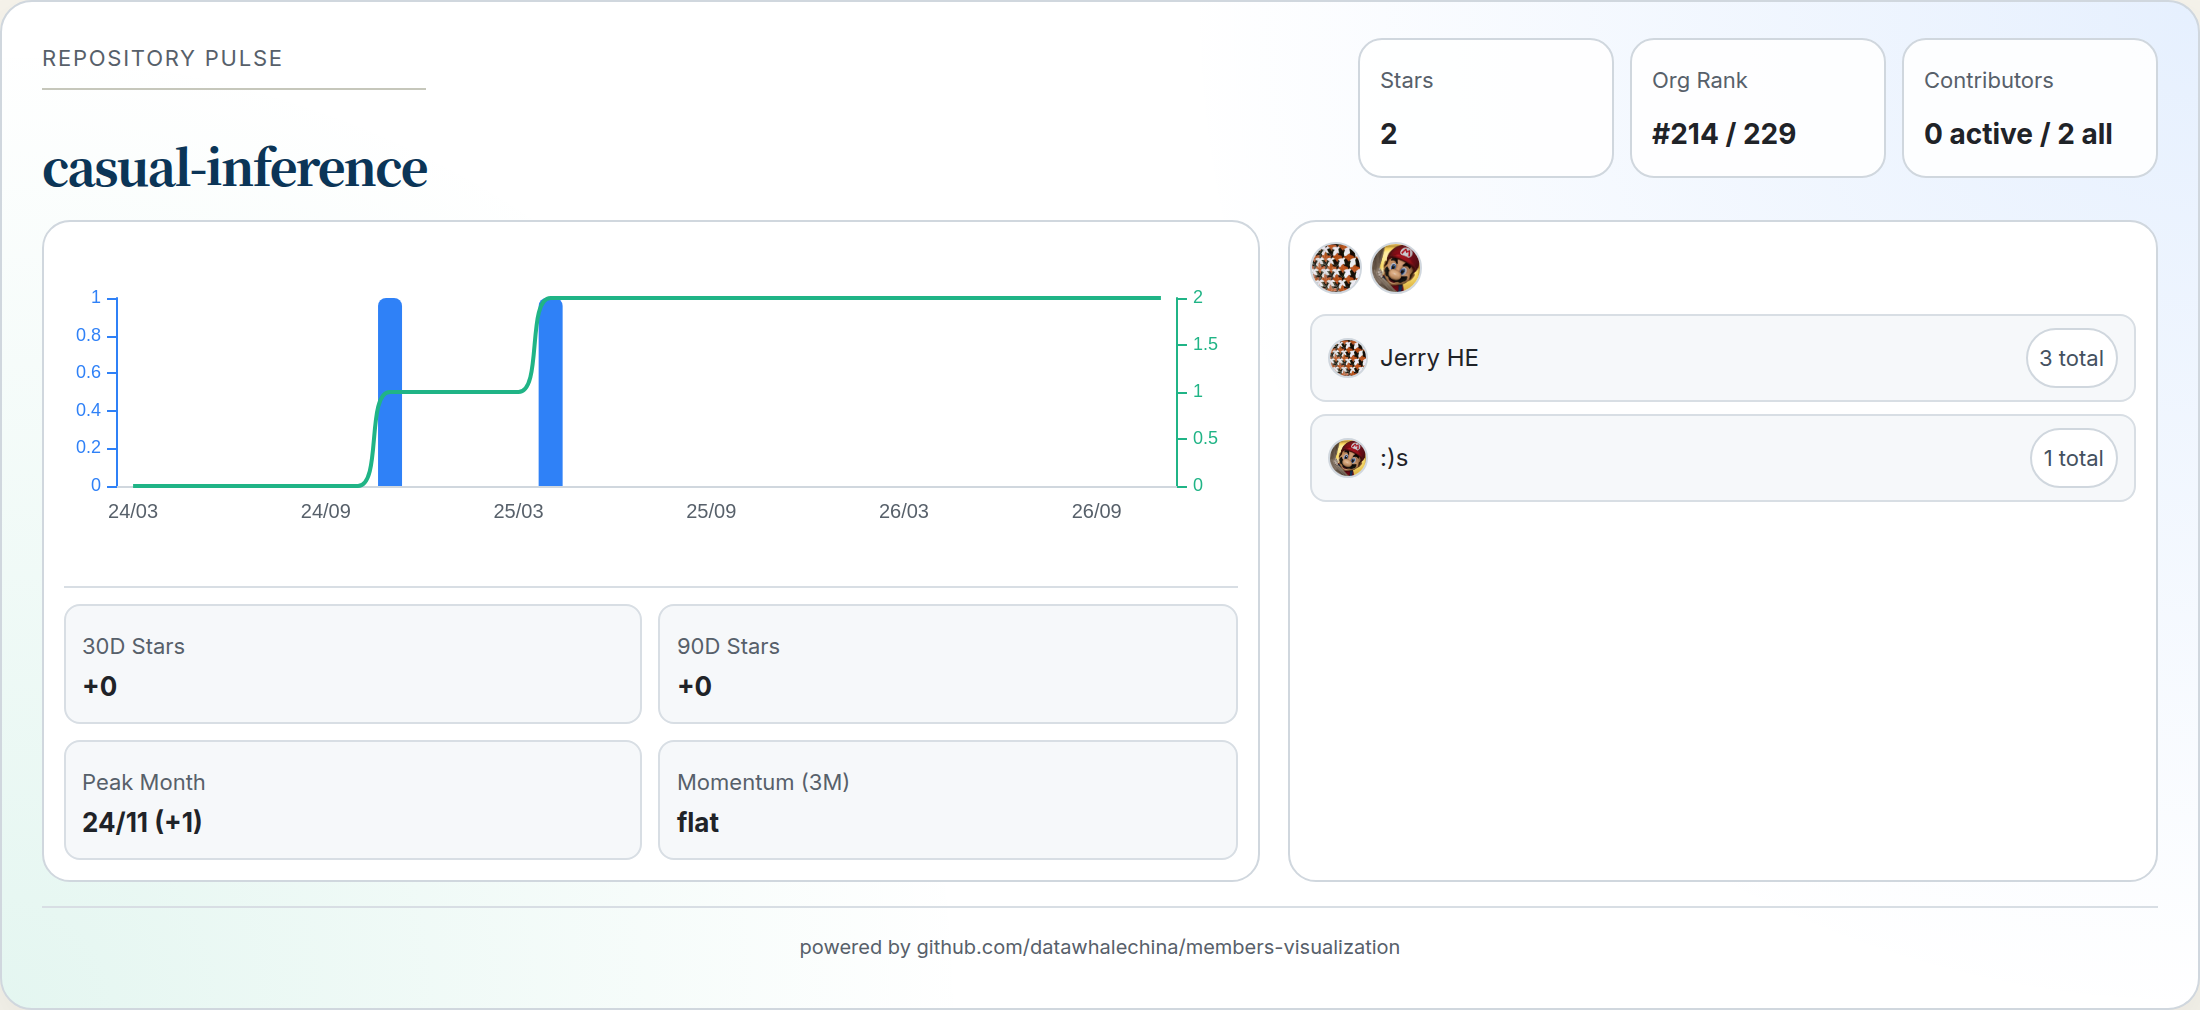 REPOSITORY PULSE
casual-inference
Stars
2
Org Rank
#214 / 229
Contributors
0 active / 2 all
1
0.8
0.6
0.4
0.2
0
2
1.5
1
0.5
0
24/03
24/09
25/03
25/09
26/03
26/09
30D Stars
+0
90D Stars
+0
Peak Month
24/11 (+1)
Momentum (3M)
flat
Jerry HE
3 total
:)s
1 total
powered by github.com/datawhalechina/members-visualization